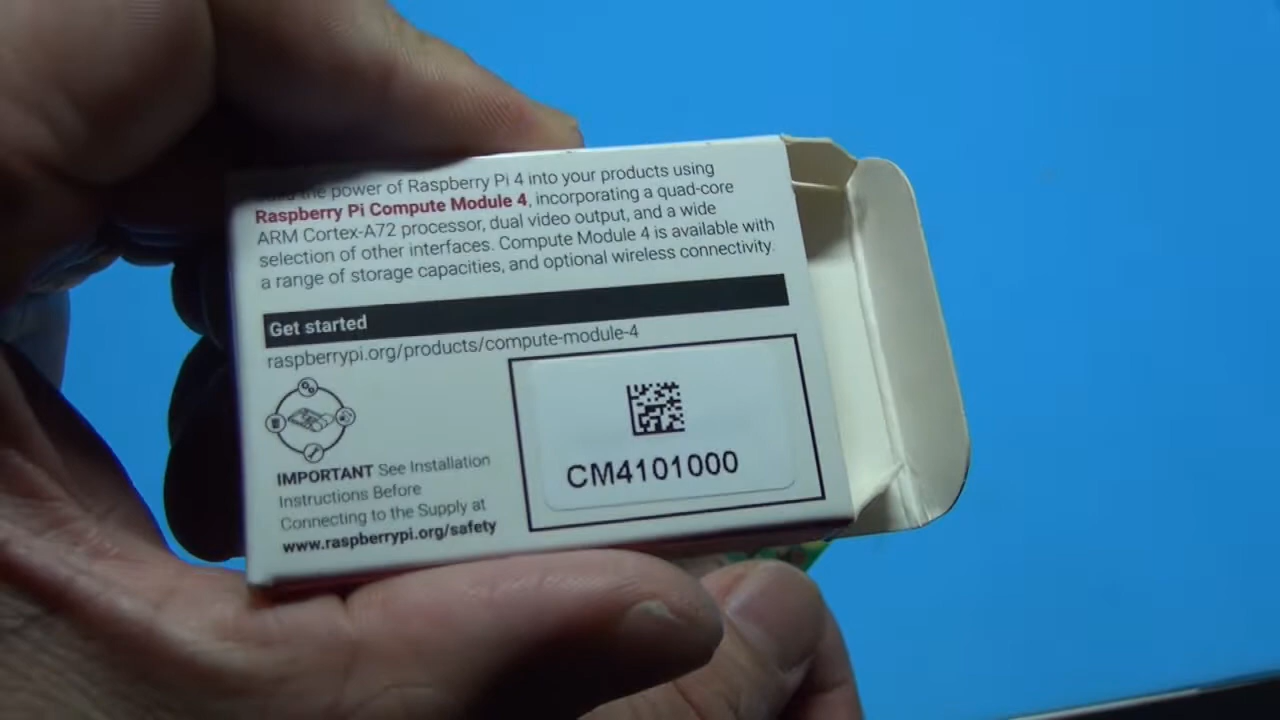 the power of Raspberry Pi 4 into your products using
Raspberry Pi Compute Module 4, incorporating a quad-core
ARM Cortex-A72 processor, dual video output, and a wide
selection of other interfaces. Compute Module 4 is available with
a range of storage capacities, and optional wireless connectivity.
Get started
raspberrypi.org/products/compute-module-4
IMPORTANT See Installation
Instructions Before
Connecting to the Supply at
www.raspberrypi.org/safety
CM4101000